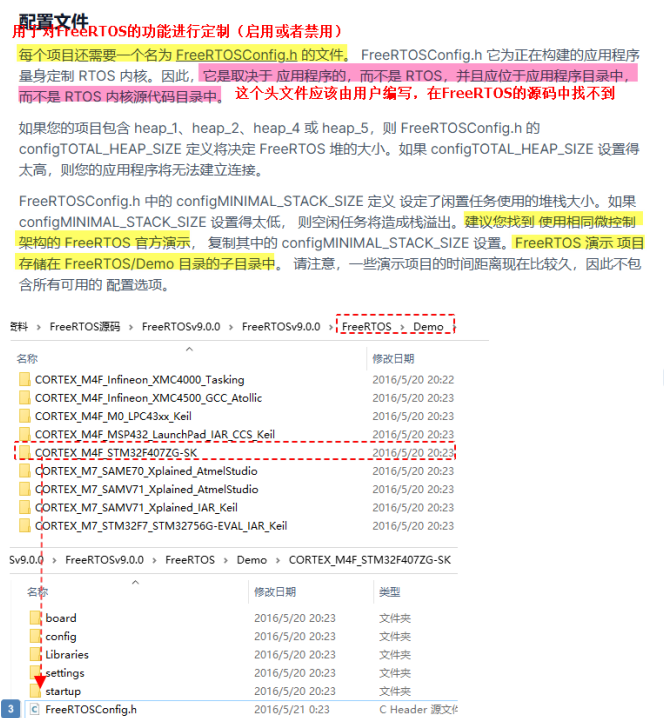 配置文件
用于对FreeRTOS的功能进行定制（启用或者禁用）
每个项目还需要一个名为 FreeRTOSConfig.h 的文件。 FreeRTOSConfig.h 它为正在构建的应用程序
量身定制 RTOS 内核。因此，它是取决于 应用程序的，而不是 RTOS，并且应位于应用程序目录中，
而不是 RTOS 内核源代码目录中。 这个头文件应该由用户编写，在FreeRTOS的源码中找不到
如果您的项目包含 heap_1、heap_2、heap_4 或 heap_5，则 FreeRTOSConfig.h 的
configTOTAL_HEAP_SIZE 定义将决定 FreeRTOS 堆的大小。如果 configTOTAL_HEAP_SIZE 设置得
太高，则您的应用程序将无法建立连接。
FreeRTOSConfig.h 中的 configMINIMAL_STACK_SIZE 定义 设定了闲置任务使用的堆栈大小。如果
configMINIMAL_STACK_SIZE 设置得太低， 则空闲任务将造成栈溢出。建议您找到 使用相同微控制
架构的 FreeRTOS 官方演示， 复制其中的 configMINIMAL_STACK_SIZE 设置。FreeRTOS 演示 项目
存储在 FreeRTOS/Demo 目录的子目录中。 请注意，一些演示项目的时间距离现在比较久，因此不包
含所有可用的 配置选项。
资料 › FreeRTOS源码 › FreeRTOSv9.0.0 › FreeRTOSv9.0.0 › FreeRTOS › Demo ›
名称 修改日期
CORTEX_M4F_Infineon_XMC4000_Tasking 2016/5/20 20:22
CORTEX_M4F_Infineon_XMC4500_GCC_Atollic 2016/5/20 20:23
CORTEX_M4F_M0_LPC43xx_Keil 2016/5/20 20:23
CORTEX_M4F_MSP432_LaunchPad_IAR_CCS_Keil 2016/5/20 20:23
CORTEX_M4F_STM32F407ZG-SK 2016/5/20 20:23
CORTEX_M7_SAME70_Xplained_AtmelStudio 2016/5/20 20:23
CORTEX_M7_SAMV71_Xplained_AtmelStudio 2016/5/20 20:23
CORTEX_M7_SAMV71_Xplained_IAR_Keil 2016/5/20 20:23
CORTEX_M7_STM32F7_STM32756G-EVAL_IAR_Keil 2016/5/20 20:23
Sv9.0.0 › FreeRTOSv9.0.0 › FreeRTOS › Demo › CORTEX_M4F_STM32F407ZG-SK
名称 修改日期 类型
board 2016/5/20 20:23 文件夹
config 2016/5/20 20:23 文件夹
Libraries 2016/5/20 20:23 文件夹
settings 2016/5/20 20:23 文件夹
startup 2016/5/20 20:23 文件夹
3 FreeRTOSConfig.h 2016/5/21 0:23 C Header 源文件